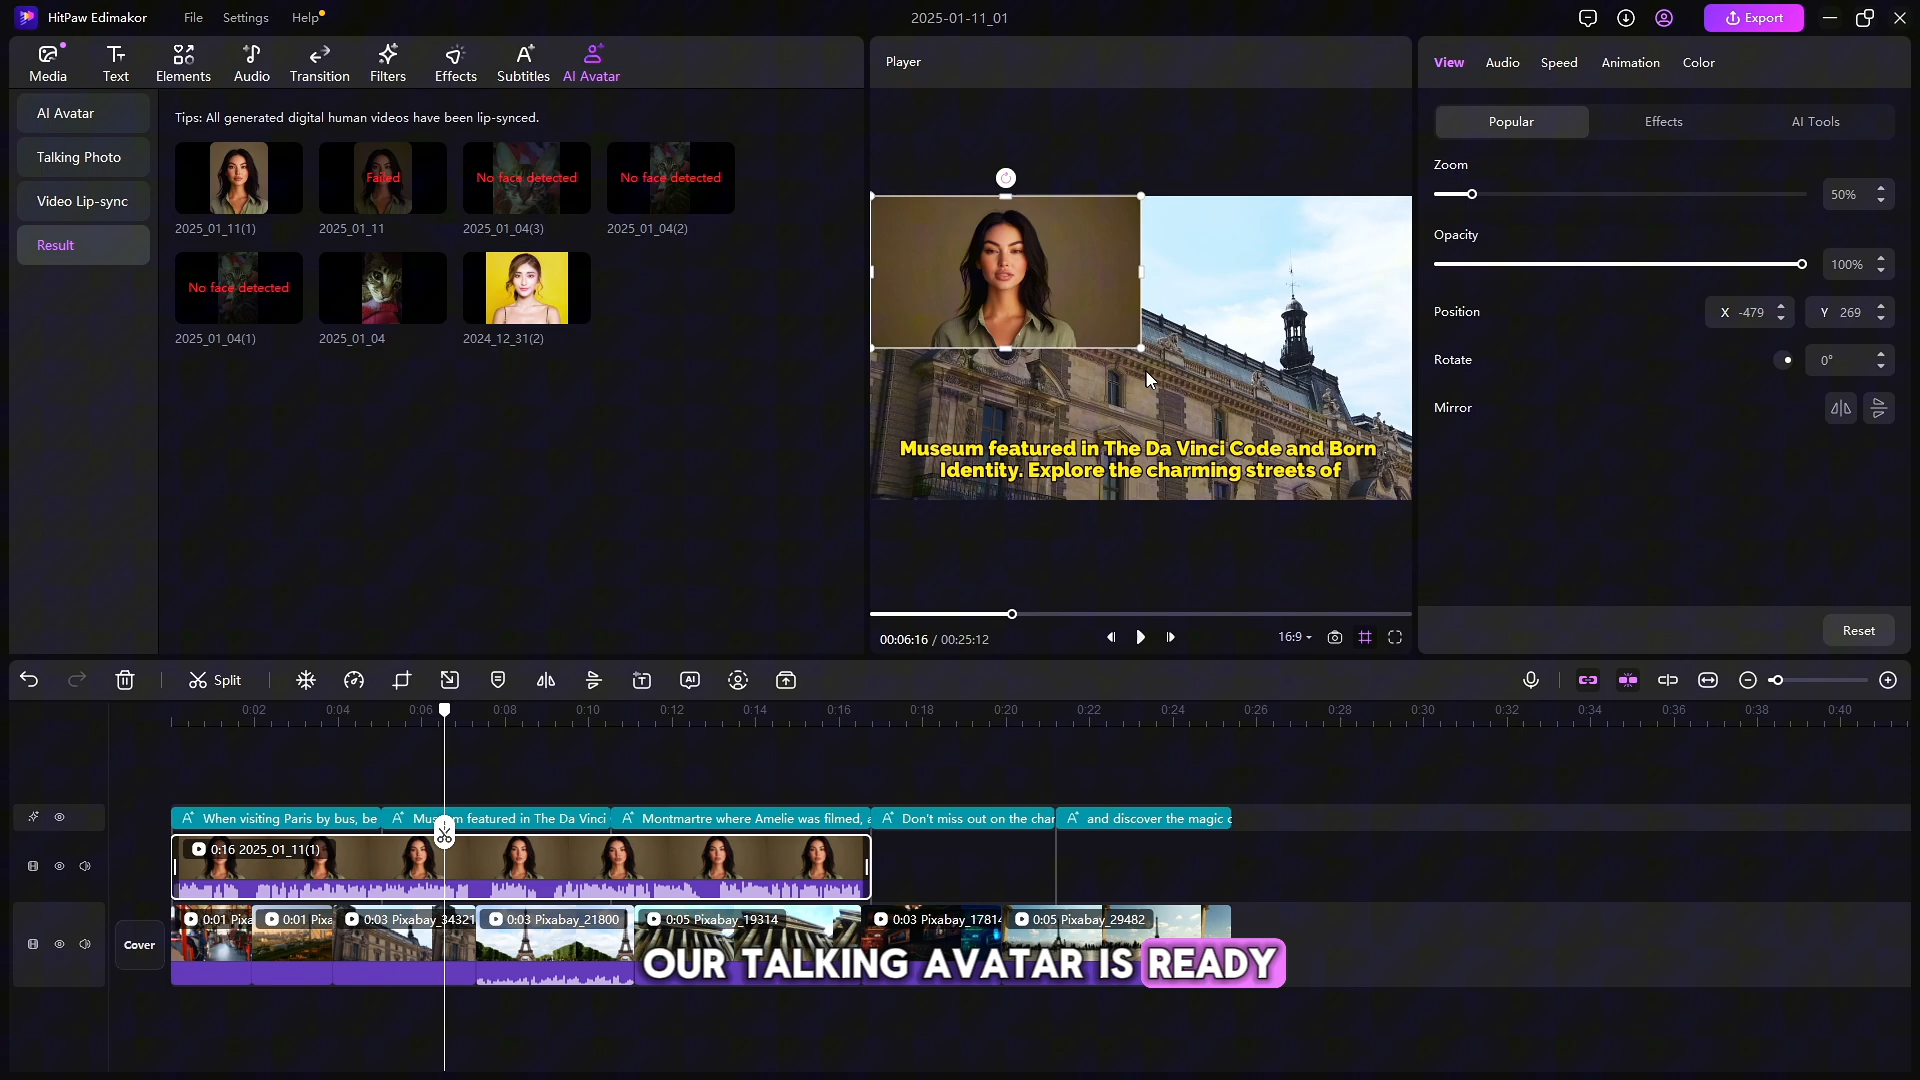 HitPaw Edimakor
File
Settings
Help
2025-01-11_01
Export
Media
Text
Elements
Audio
Transition
Filters
Effects
Subtitles
AI Avatar
AI Avatar
Talking Photo
Video Lip-sync
Result
Tips: All generated digital human videos have been lip-synced.
Failed
No face detected
No face detected
2025_01_11(1)
2025_01_11
2025_01_04(3)
2025_01_04(2)
No face detected
2025_01_04(1)
2025_01_04
2024_12_31(2)
Player
Museum featured in The Da Vinci Code and Born
Identity. Explore the charming streets of
00:06:16 / 00:25:12
16:9
View
Audio
Speed
Animation
Color
Popular
Effects
AI Tools
Zoom
50%
Opacity
100%
Position
X -479
Y 269
Rotate
0°
Mirror
Reset
Split
AI
0:02
0:04
0:06
0:08
0:10
0:12
0:14
0:16
0:18
0:20
0:22
0:24
0:26
0:28
0:30
0:32
0:34
0:36
0:38
0:40
When visiting Paris by bus, be
featured in The Da Vinci
Montmartre where Amelie was filmed, a
Don't miss out on the char
and discover the magic o
0:16 2025_01_11(1)
Cover
0:01 Pixa
0:01 Pixa
0:03 Pixabay_34321
0:03 Pixabay_21800
0:05 Pixabay_19314
0:03 Pixabay_17814
0:05 Pixabay_29482
OUR TALKING AVATAR IS READY